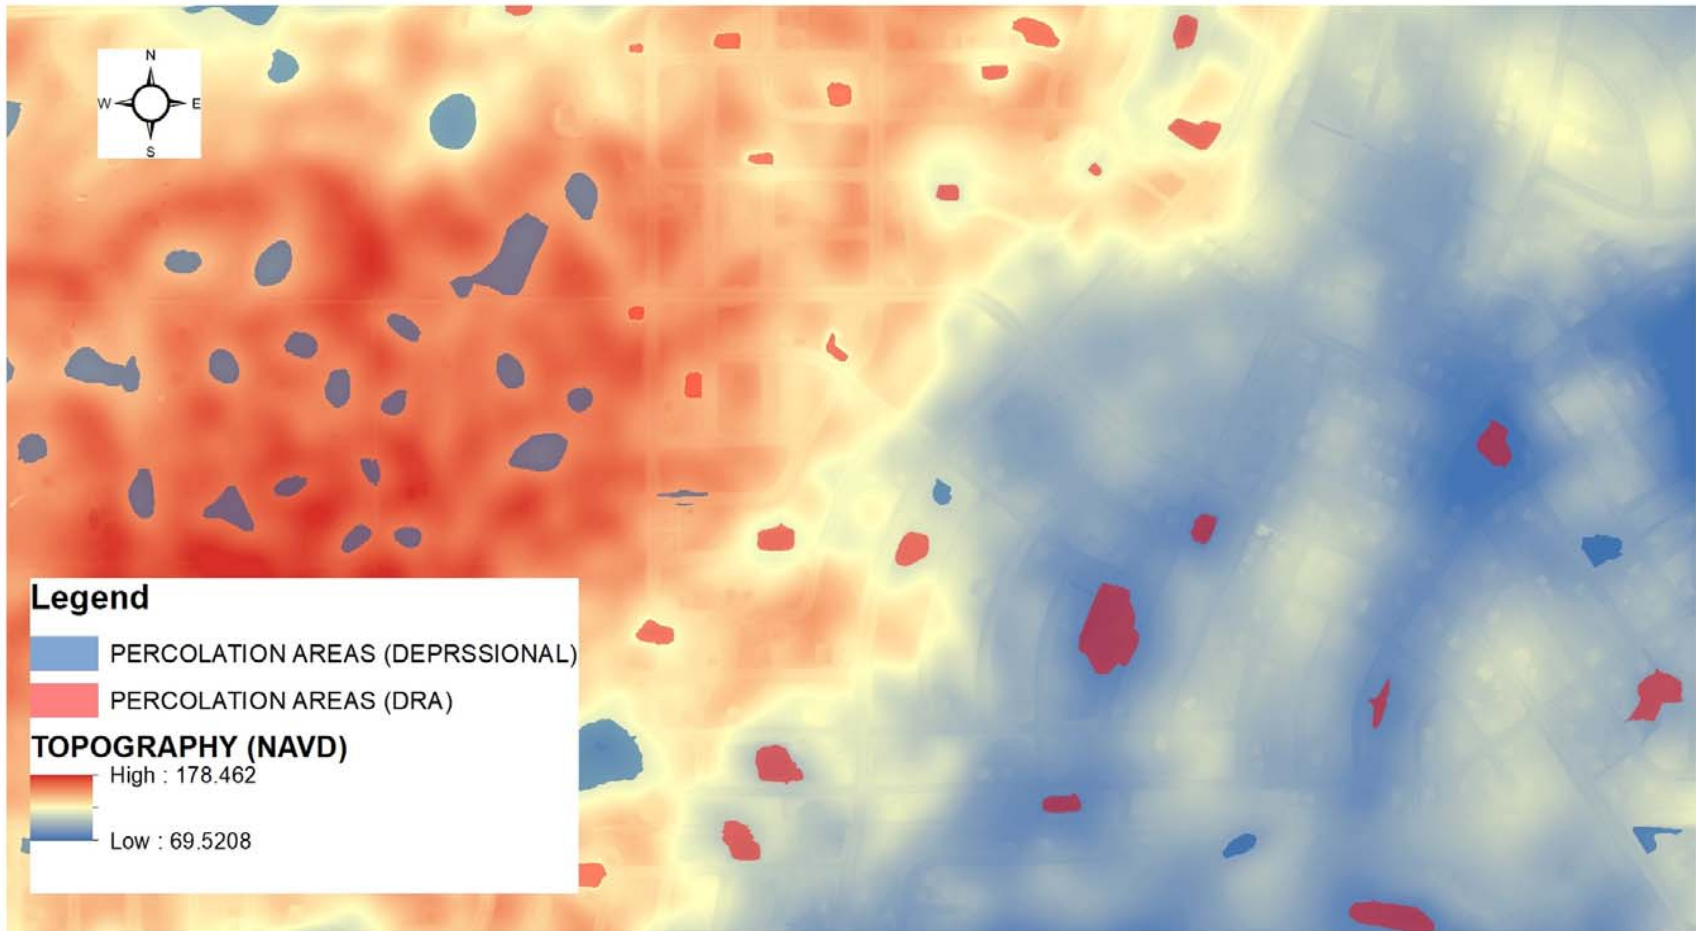 N
W E
S
Legend
PERCOLATION AREAS (DEPRSSIONAL)
PERCOLATION AREAS (DRA)
TOPOGRAPHY (NAVD)
High : 178.462
Low : 69.5208